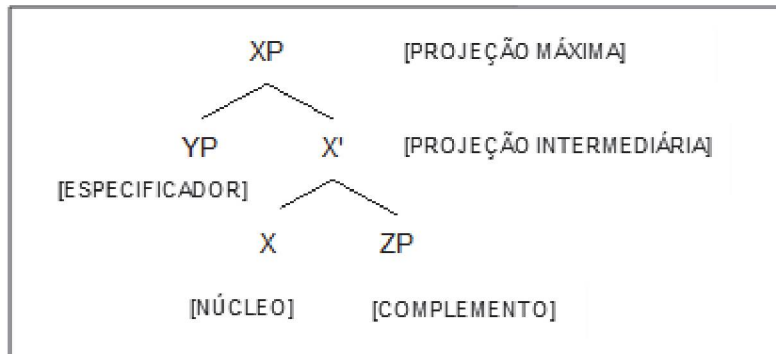 XP [PROJEÇÃO MÁXIMA]
YP X' [PROJEÇÃO INTERMEDIÁRIA]
[ESPECIFICADOR]
X ZP
[NÚCLEO] [COMPLEMENTO]